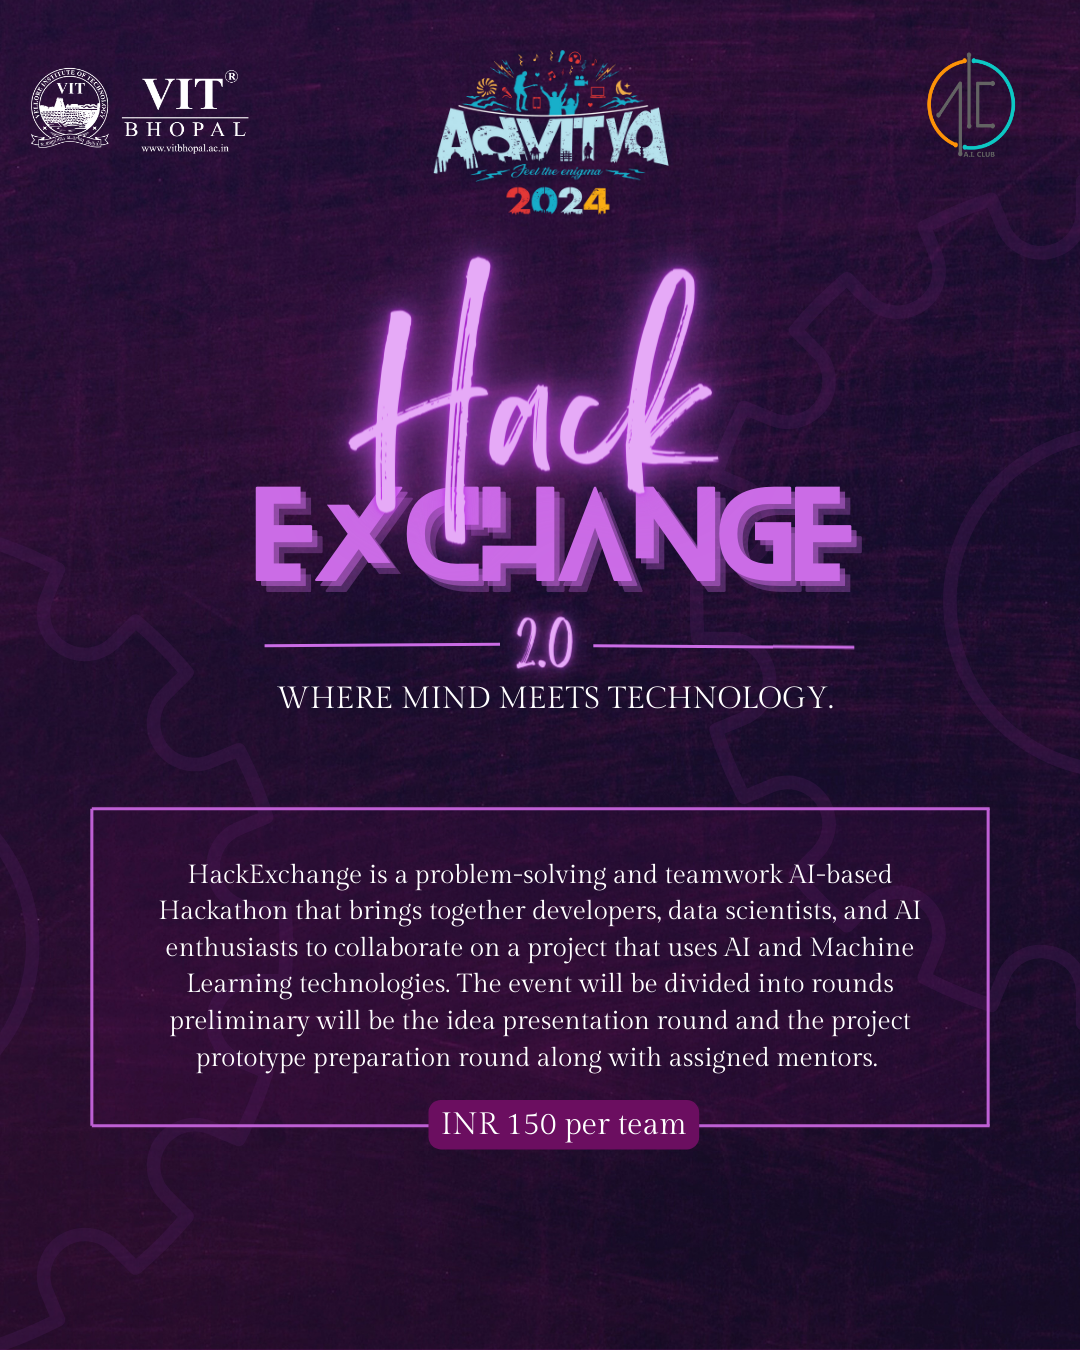 VELLORE INSTITUTE OF TECHNOLOGY
VIT
VIT®
BHOPAL
www.vitbhopal.ac.in
AdVITYa
Feel the enigma
2024
A.I. CLUB
Hack
ExCHANGE
2.0
WHERE MIND MEETS TECHNOLOGY.
HackExchange is a problem-solving and teamwork AI-based
Hackathon that brings together developers, data scientists, and AI
enthusiasts to collaborate on a project that uses AI and Machine
Learning technologies. The event will be divided into rounds
preliminary will be the idea presentation round and the project
prototype preparation round along with assigned mentors.
INR 150 per team